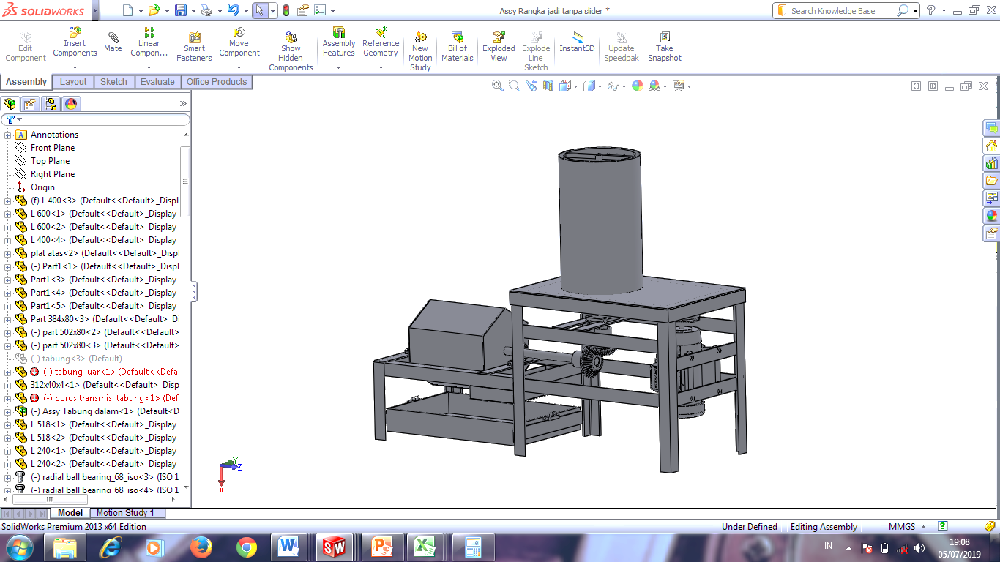 SOLIDWORKS
Assy Rangka jadi tanpa slider *
Search Knowledge Base
Edit Component
Insert Components
Mate
Linear Compon...
Smart Fasteners
Move Component
Show Hidden Components
Assembly Features
Reference Geometry
New Motion Study
Bill of Materials
Exploded View
Explode Line Sketch
Instant3D
Update Speedpak
Take Snapshot
Assembly
Layout
Sketch
Evaluate
Office Products
Annotations
Front Plane
Top Plane
Right Plane
Origin
(f) L 400<3> (Default<<Default>_Displ
L 600<1> (Default<<Default>_Display
L 600<2> (Default<<Default>_Display
L 400<4> (Default<<Default>_Display
plat atas<2> (Default<<Default>_Displ
(-) Part1<1> (Default<<Default>_Displ
Part1<3> (Default<<Default>_Display
Part1<4> (Default<<Default>_Display
Part1<5> (Default<<Default>_Display
Part 384x80<3> (Default<<Default>_Di
(-) part 502x80<2> (Default<<Default>
(-) part 502x80<3> (Default<<Default>
(-) tabung<3> (Default)
(-) tabung luar<1> (Default<<Defau
312x40x4<1> (Default<<Default>_Disp
(-) poros transmisi tabung<1> (Def
(-) Assy Tabung dalam<1> (Default<D
L 518<1> (Default<<Default>_Display
L 518<2> (Default<<Default>_Display
L 240<1> (Default<<Default>_Display
L 240<2> (Default<<Default>_Display
(-) radial ball bearing_68_iso<3> (ISO 1
(-) radial ball bearing_68_iso<4> (ISO 1
Y
Z
X
Model
Motion Study 1
SolidWorks Premium 2013 x64 Edition
Under Defined
Editing Assembly
MMGS
IN
19:08
05/07/2019